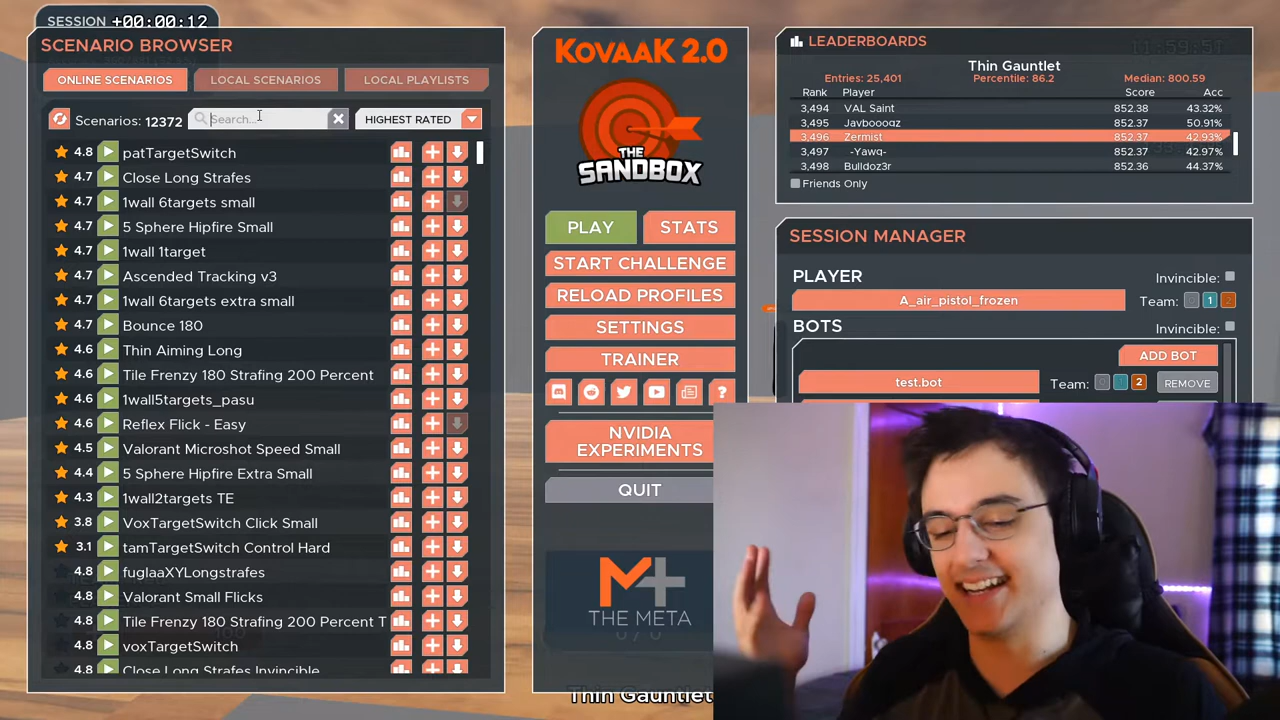 SESSION +00:00:12
SCENARIO BROWSER
ONLINE SCENARIOS
LOCAL SCENARIOS
LOCAL PLAYLISTS
Scenarios: 12372
Search...
HIGHEST RATED
4.8 patTargetSwitch
4.7 Close Long Strafes
4.7 1wall 6targets small
4.7 5 Sphere Hipfire Small
4.7 1wall 1target
4.7 Ascended Tracking v3
4.7 1wall 6targets extra small
4.7 Bounce 180
4.6 Thin Aiming Long
4.6 Tile Frenzy 180 Strafing 200 Percent
4.6 1wall5targets_pasu
4.6 Reflex Flick - Easy
4.5 Valorant Microshot Speed Small
4.4 5 Sphere Hipfire Extra Small
4.3 1wall2targets TE
3.8 VoxTargetSwitch Click Small
3.1 tamTargetSwitch Control Hard
4.8 fuglaaXYLongstrafes
4.8 Valorant Small Flicks
4.8 Tile Frenzy 180 Strafing 200 Percent T
4.8 voxTargetSwitch
4.8 Close Long Strafes Invincible
KOVAAK 2.0
THE
SANDBOX
PLAY
STATS
START CHALLENGE
RELOAD PROFILES
SETTINGS
TRAINER
?
NVIDIA
EXPERIMENTS
QUIT
M+
THE META
Thin Gauntlet
LEADERBOARDS
Thin Gauntlet
Entries: 25,401 Percentile: 86.2 Median: 800.59
Rank Player Score Acc
3,494 VAL Saint 852.38 43.32%
3,495 Javboooaz 852.37 50.91%
3,496 Zermist 852.37 42.93%
3,497 -Yawq- 852.37 42.97%
3,498 Bulldoz3r 852.36 44.37%
Friends Only
SESSION MANAGER
PLAYER
Invincible:
A_air_pistol_frozen
Team: 0 1 2
BOTS
Invincible:
ADD BOT
test.bot
Team: 0 1 2
REMOVE